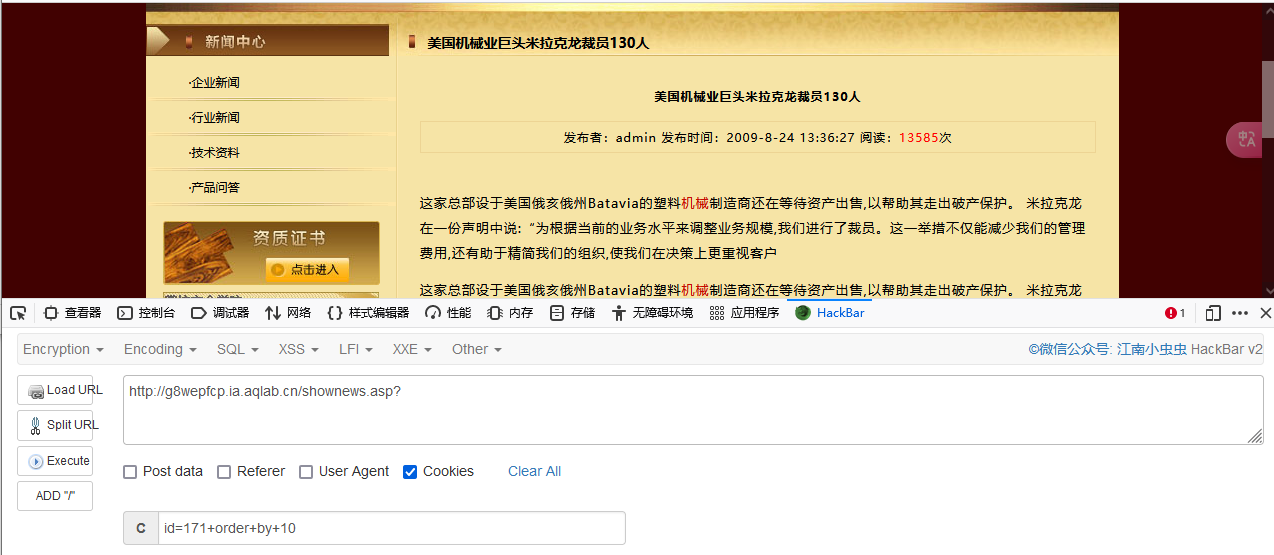 新闻中心
美国机械业巨头米拉克龙裁员130人
·企业新闻
·行业新闻
·技术资料
·产品问答
资质证书
点击进入
美国机械业巨头米拉克龙裁员130人
发布者：admin 发布时间：2009-8-24 13:36:27 阅读：13585次
这家总部设于美国俄亥俄州Batavia的塑料机械制造商还在等待资产出售,以帮助其走出破产保护。 米拉克龙
在一份声明中说: “为根据当前的业务水平来调整业务规模,我们进行了裁员。这一举措不仅能减少我们的管理
费用,还有助于精简我们的组织,使我们在决策上更重视客户
这家总部设于美国俄亥俄州Batavia的塑料机械制造商还在等待资产出售,以帮助其走出破产保护。 米拉克龙
查看器 控制台 调试器 网络 样式编辑器 性能 内存 存储 无障碍环境 应用程序 HackBar 1
Encryption Encoding SQL XSS LFI XXE Other ©微信公众号: 江南小虫虫 HackBar v2
Load URL
Split URL
Execute
ADD "/"
http://g8wepfcp.ia.aqlab.cn/shownews.asp?
Post data Referer User Agent Cookies Clear All
C id=171+order+by+10